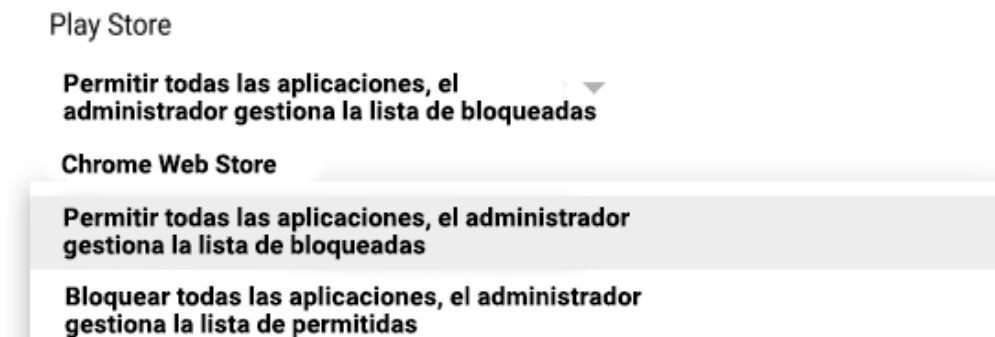 Play Store
Permitir todas las aplicaciones, el
administrador gestiona la lista de bloqueadas
Chrome Web Store
Permitir todas las aplicaciones, el administrador
gestiona la lista de bloqueadas
Bloquear todas las aplicaciones, el administrador
gestiona la lista de permitidas